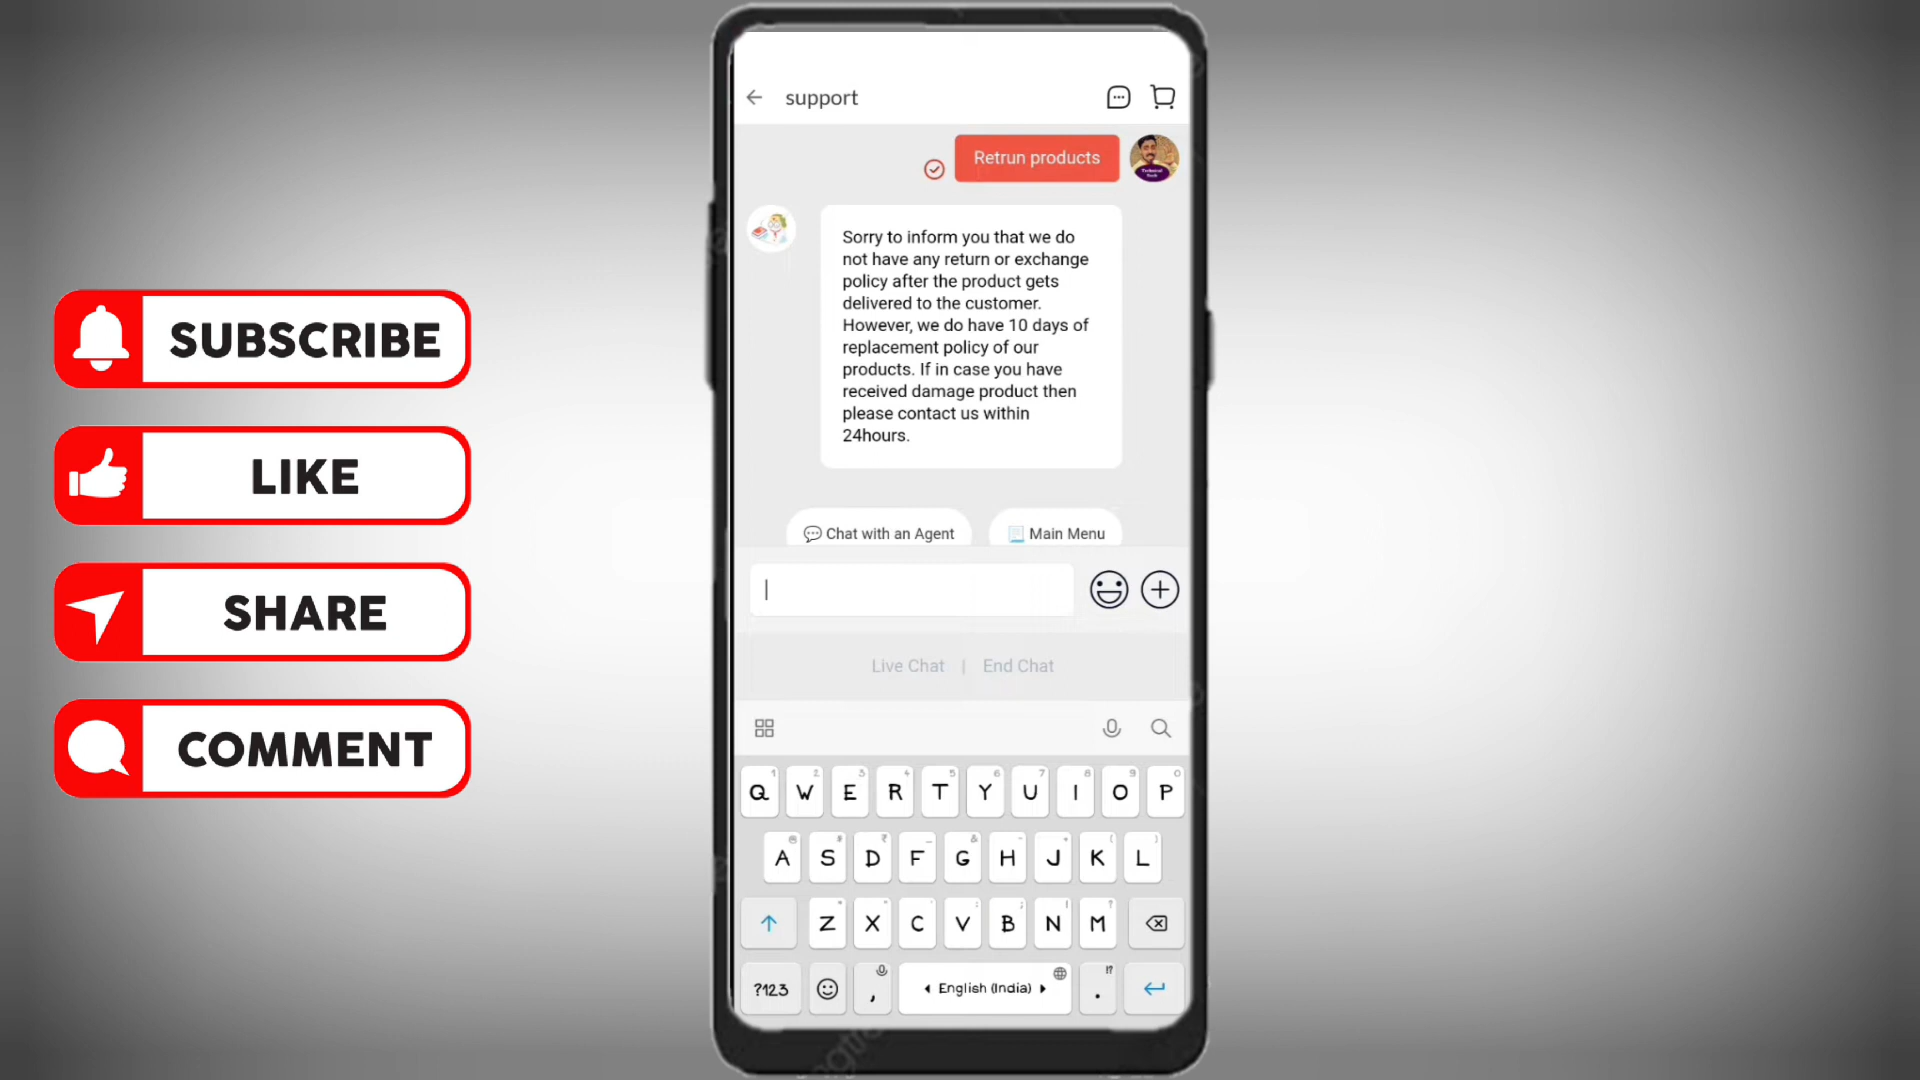 support
Retrun products
Sorry to inform you that we do
not have any return or exchange
policy after the product gets
delivered to the customer.
However, we do have 10 days of
replacement policy of our
products. If in case you have
received damage product then
please contact us within
24hours.
Chat with an Agent
Main Menu
Live Chat | End Chat
Q W E R T Y U I O P
A S D F G H J K L
Z X C V B N M
?123 , English (India) .
SUBSCRIBE
LIKE
SHARE
COMMENT